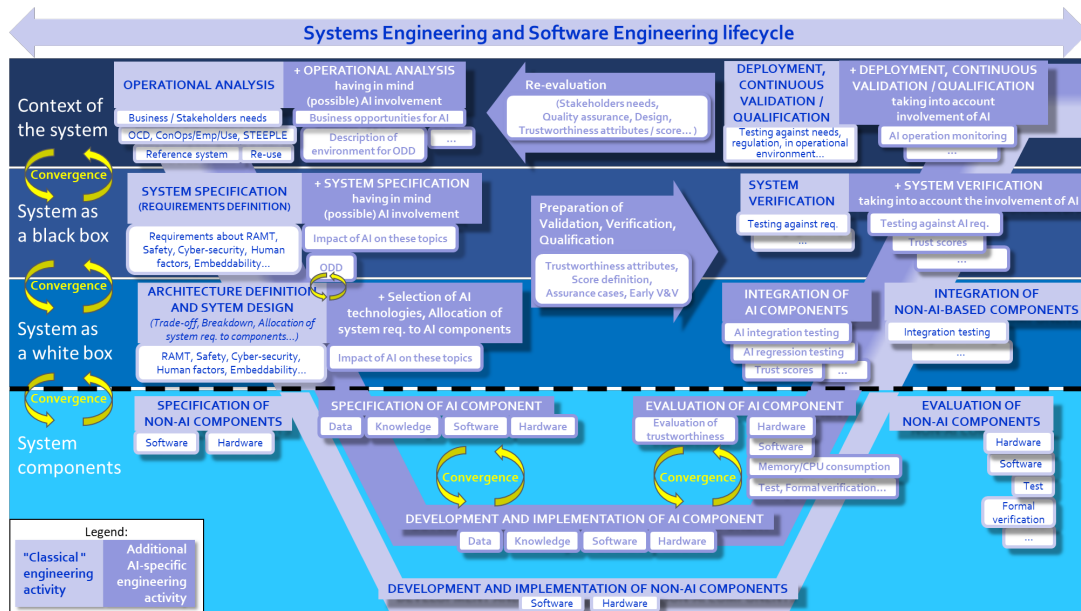 Systems Engineering and Software Engineering lifecycle
Context of
the system
OPERATIONAL ANALYSIS
Business / Stakeholders needs
OCD, ConOps/Emp/Use, STEEPLE
Reference system
Re-use
+ OPERATIONAL ANALYSIS
having in mind
(possible) AI involvement
Business opportunities for AI
Description of
environment for ODD
...
Re-evaluation
(Stakeholders needs,
Quality assurance, Design,
Trustworthiness attributes / score... )
DEPLOYMENT,
CONTINUOUS
VALIDATION /
QUALIFICATION
Testing against needs,
regulation, in operational
environment...
+ DEPLOYMENT, CONTINUOUS
VALIDATION / QUALIFICATION
taking into account
involvement of AI
AI operation monitoring
...
Convergence
System as
a black box
SYSTEM SPECIFICATION
(REQUIREMENTS DEFINITION)
Requirements about RAMT,
Safety, Cyber-security, Human
factors, Embeddability...
+ SYSTEM SPECIFICATION
having in mind
(possible) AI involvement
Impact of AI on these topics
ODD
Preparation of
Validation, Verification,
Qualification
Trustworthiness attributes,
Score definition,
Assurance cases, Early V&V
SYSTEM
VERIFICATION
Testing against req.
...
+ SYSTEM VERIFICATION
taking into account the involvement of AI
Testing against AI req.
Trust scores
...
Convergence
System as
a white box
ARCHITECTURE DEFINITION
AND SYTEM DESIGN
(Trade-off, Breakdown, Allocation of
system req. to components...)
RAMT, Safety, Cyber-security,
Human factors, Embeddability...
+ Selection of AI
technologies, Allocation of
system req. to AI components
Impact of AI on these topics
INTEGRATION OF
AI COMPONENTS
AI integration testing
AI regression testing
Trust scores
...
INTEGRATION OF
NON-AI-BASED COMPONENTS
Integration testing
...
Convergence
System
components
SPECIFICATION OF
NON-AI COMPONENTS
Software
Hardware
SPECIFICATION OF AI COMPONENT
Data
Knowledge
Software
Hardware
EVALUATION OF AI COMPONENT
Evaluation of
trustworthiness
Hardware
Software
Memory/CPU consumption
Test, Formal verification...
EVALUATION OF
NON-AI COMPONENTS
Hardware
Software
Test
Formal
verification
...
Convergence
Convergence
DEVELOPMENT AND IMPLEMENTATION OF AI COMPONENT
Data
Knowledge
Software
Hardware
DEVELOPMENT AND IMPLEMENTATION OF NON-AI COMPONENTS
Software
Hardware
Legend:
"Classical "
engineering
activity
Additional
AI-specific
engineering
activity